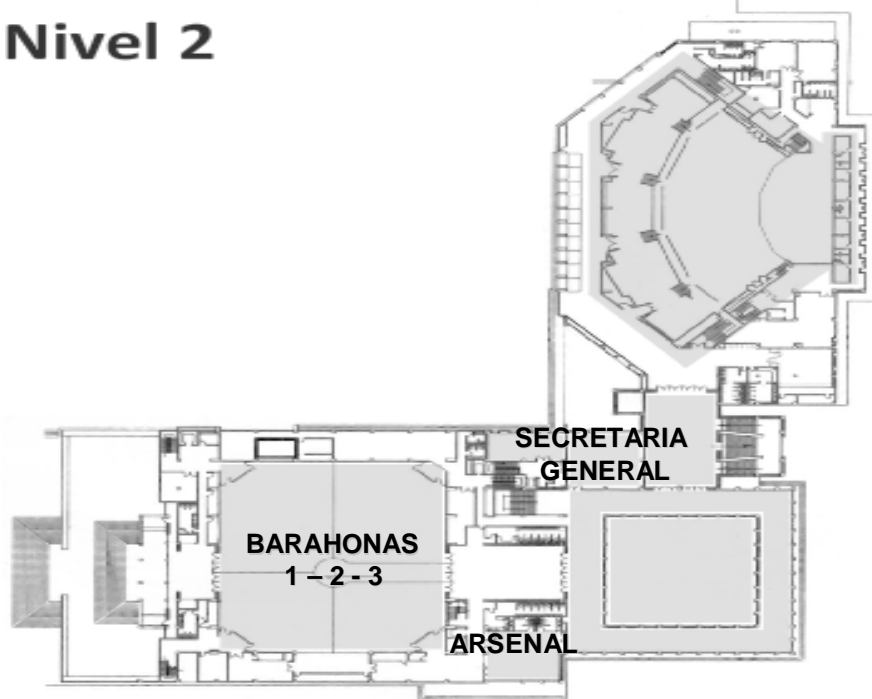 Nivel 2
SECRETARIA
GENERAL
BARAHONAS
1 – 2 - 3
ARSENAL